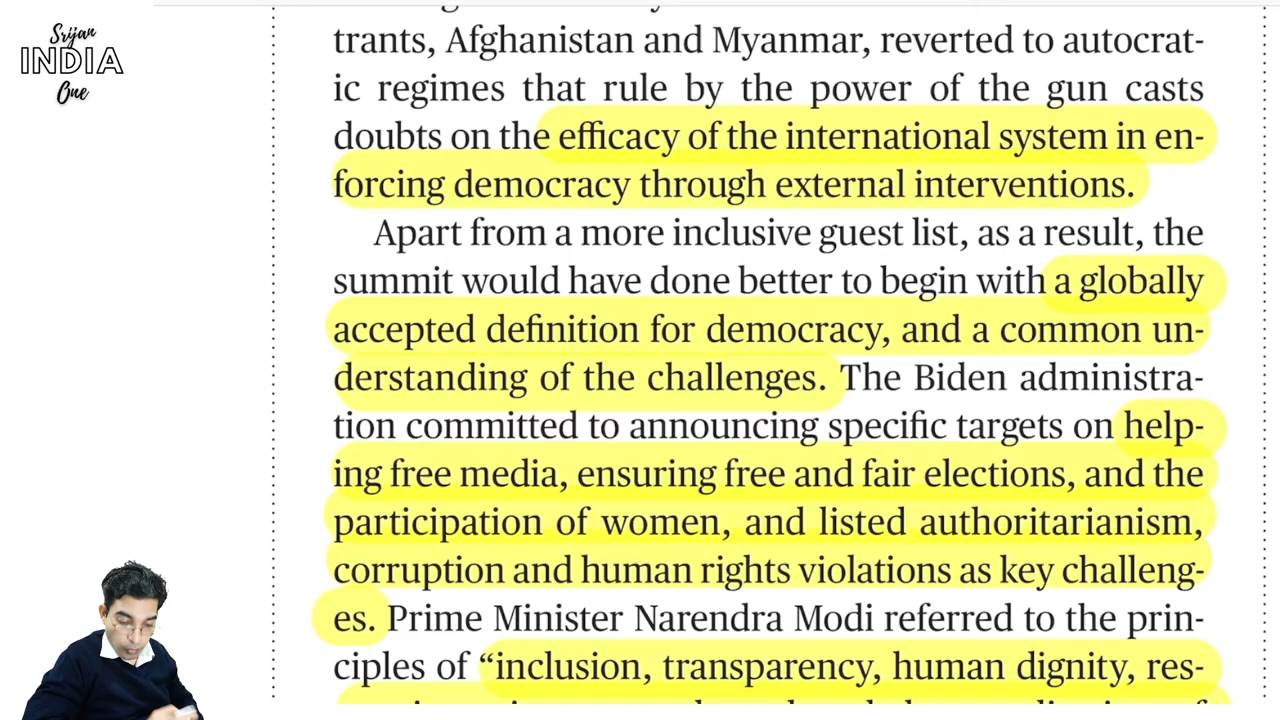 Srijan
INDIA
One
trants, Afghanistan and Myanmar, reverted to autocrat-
ic regimes that rule by the power of the gun casts
doubts on the efficacy of the international system in en-
forcing democracy through external interventions.
Apart from a more inclusive guest list, as a result, the
summit would have done better to begin with a globally
accepted definition for democracy, and a common un-
derstanding of the challenges. The Biden administra-
tion committed to announcing specific targets on help-
ing free media, ensuring free and fair elections, and the
participation of women, and listed authoritarianism,
corruption and human rights violations as key challeng-
es. Prime Minister Narendra Modi referred to the prin-
ciples of “inclusion, transparency, human dignity, res-